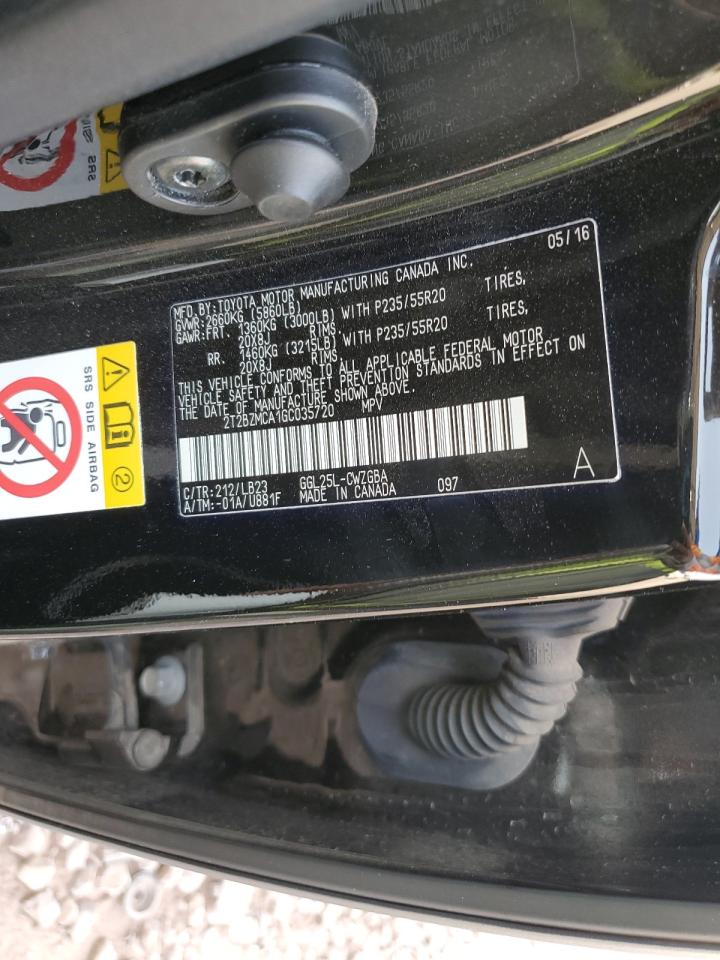 05/16
MFD.BY:TOYOTA MOTOR MANUFACTURING CANADA INC.
GVWR:2660KG (5860LB)
GAWR:FRT 1360KG (3000LB) WITH P235/55R20 TIRES,
20X8J RIMS,
RR. 1460KG (3215LB) WITH P235/55R20 TIRES,
20X8J RIMS
THIS VEHICLE CONFORMS TO ALL APPLICABLE FEDERAL MOTOR
VEHICLE SAFETY AND THEFT PREVENTION STANDARDS IN EFFECT ON
THE DATE OF MANUFACTURE SHOWN ABOVE.
2T2BZMCA1GC035720 MPV
C/TR:212/LB23 GGL25L-CWZGBA
A/TM:-01A/U881F MADE IN CANADA 097 A
SRS SIDE AIRBAG
2